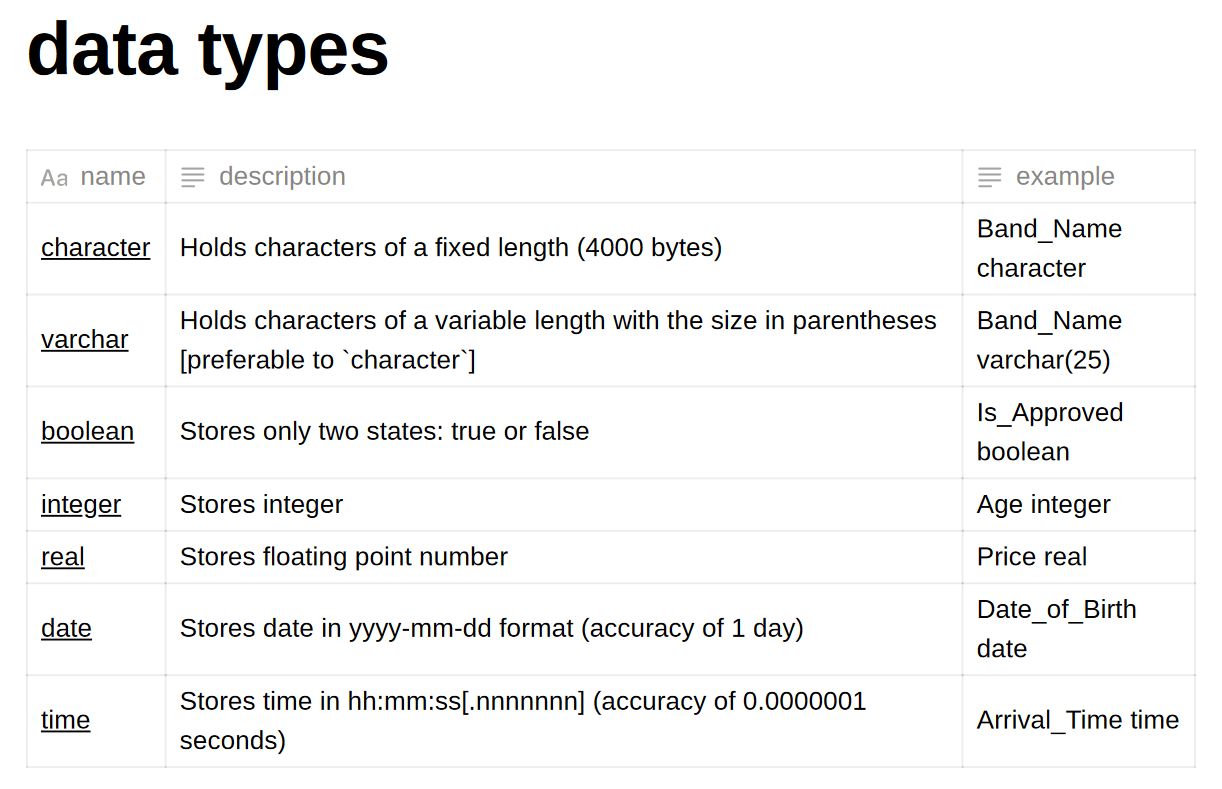 data types
Aa name description example
character Holds characters of a fixed length (4000 bytes) Band_Name
character
varchar Holds characters of a variable length with the size in parentheses
[preferable to `character`] Band_Name
varchar(25)
boolean Stores only two states: true or false Is_Approved
boolean
integer Stores integer Age integer
real Stores floating point number Price real
date Stores date in yyyy-mm-dd format (accuracy of 1 day) Date_of_Birth
date
time Stores time in hh:mm:ss[.nnnnnnn] (accuracy of 0.0000001
seconds) Arrival_Time time